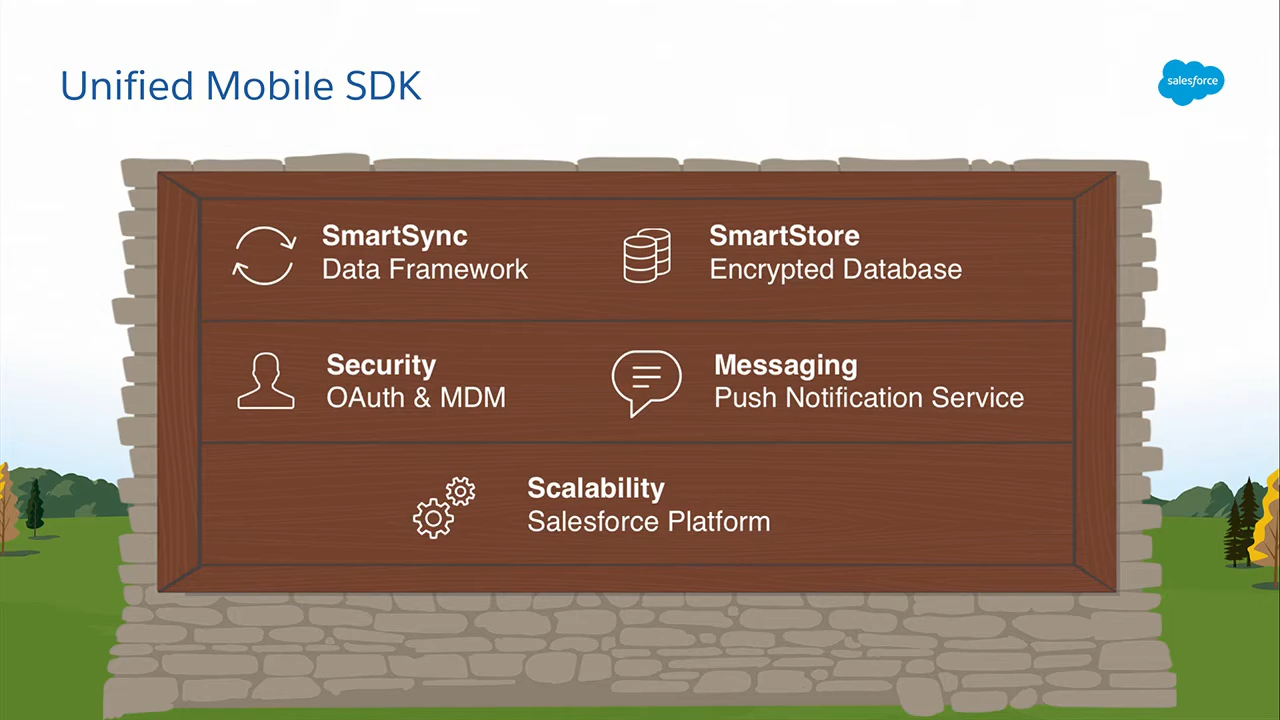 Unified Mobile SDK
salesforce
SmartSync
Data Framework
SmartStore
Encrypted Database
Security
OAuth & MDM
Messaging
Push Notification Service
Scalability
Salesforce Platform